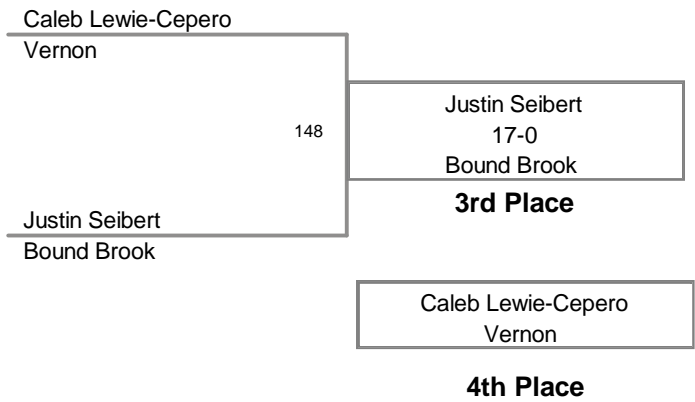 Caleb Lewie-Cepero
Vernon
148
Justin Seibert
17-0
Bound Brook
3rd Place
Justin Seibert
Bound Brook
Caleb Lewie-Cepero
Vernon
4th Place